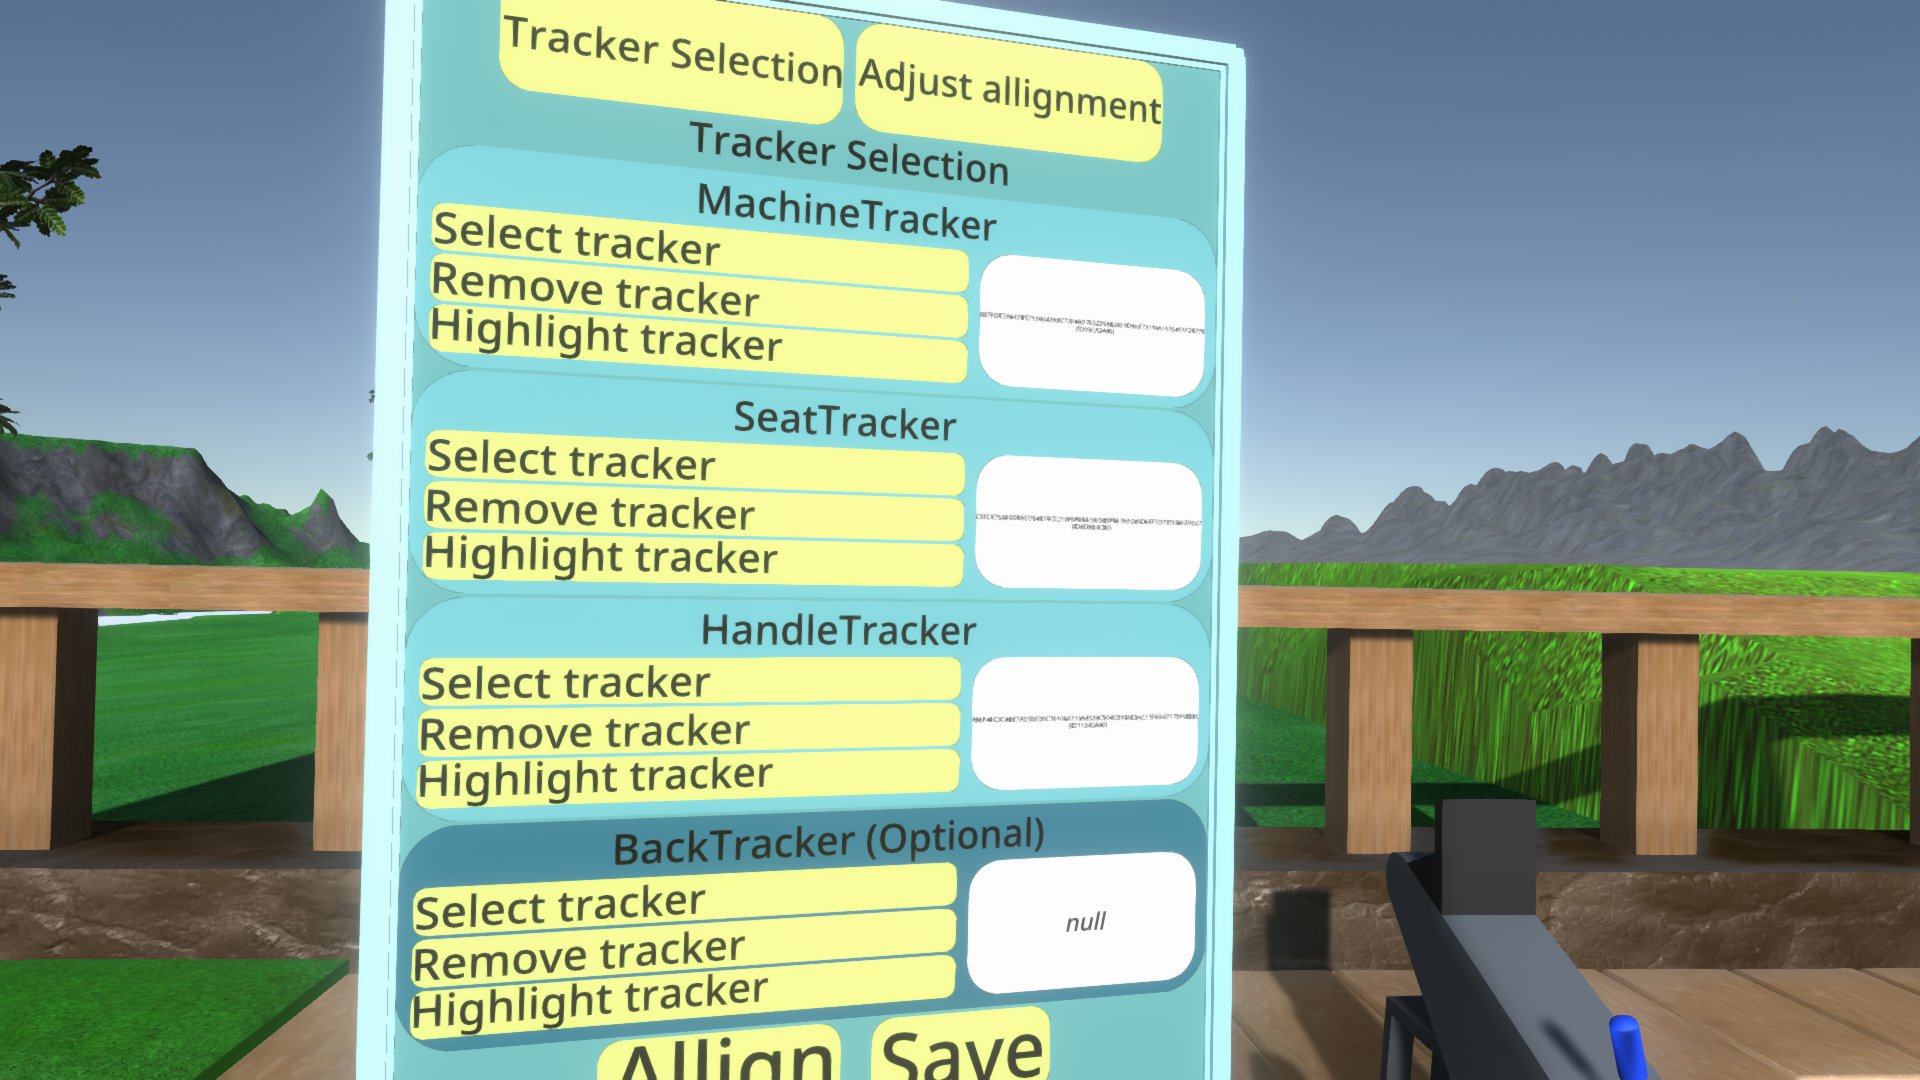 Tracker Selection
Adjust allignment
Tracker Selection
MachineTracker
Select tracker
Remove tracker
Highlight tracker
SeatTracker
Select tracker
Remove tracker
Highlight tracker
HandleTracker
Select tracker
Remove tracker
Highlight tracker
BackTracker (Optional)
Select tracker
Remove tracker
Highlight tracker
null
Allign
Save